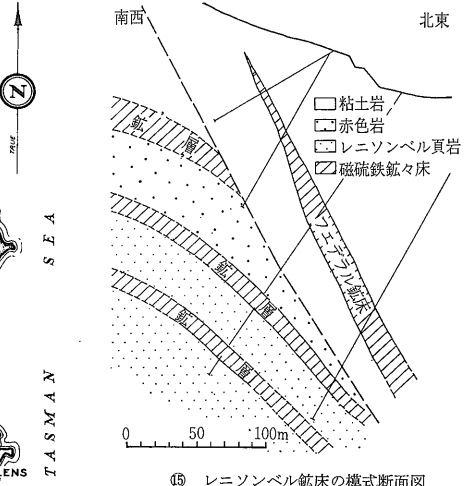 南西
北東
N
TRUE
SEA
TASMAN
ENS
粘土岩
赤色岩
レニソンベル頁岩
磁硫鉄鉱々床
鉱層
鉱層
鉱層
フェデラル鉱床
0 50 100m
⑮ レニソンベル鉱床の模式断面図